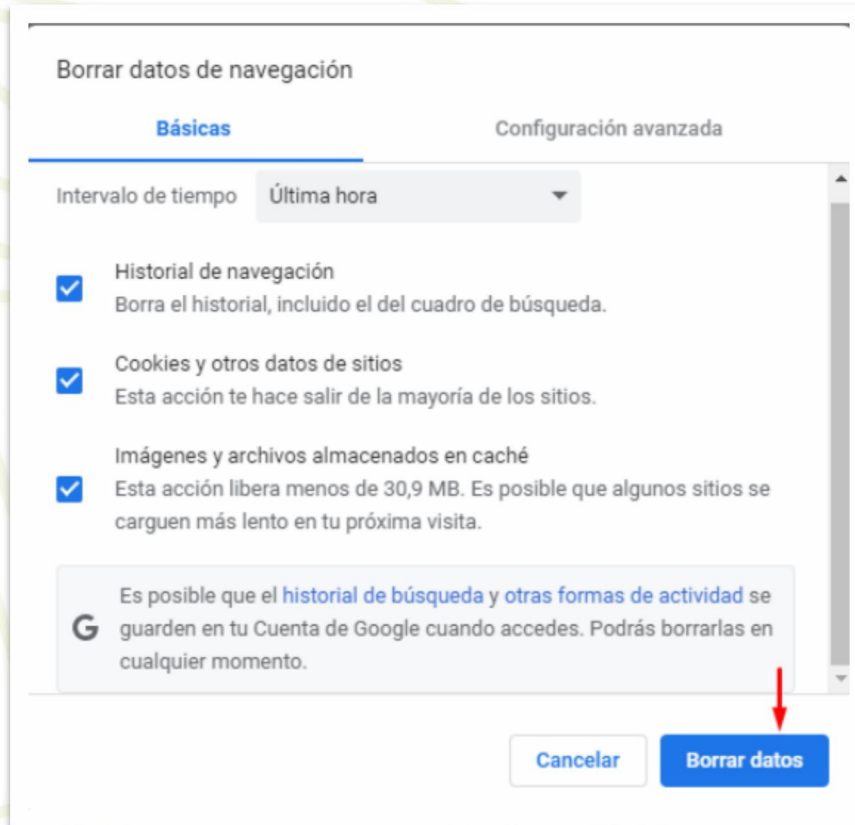 Borrar datos de navegación
Básicas
Configuración avanzada
Intervalo de tiempo
Última hora
Historial de navegación
Borra el historial, incluido el del cuadro de búsqueda.
Cookies y otros datos de sitios
Esta acción te hace salir de la mayoría de los sitios.
Imágenes y archivos almacenados en caché
Esta acción libera menos de 30,9 MB. Es posible que algunos sitios se
carguen más lento en tu próxima visita.
Es posible que el historial de búsqueda y otras formas de actividad se
G guarden en tu Cuenta de Google cuando accedes. Podrás borrarlas en
cualquier momento.
Cancelar
Borrar datos